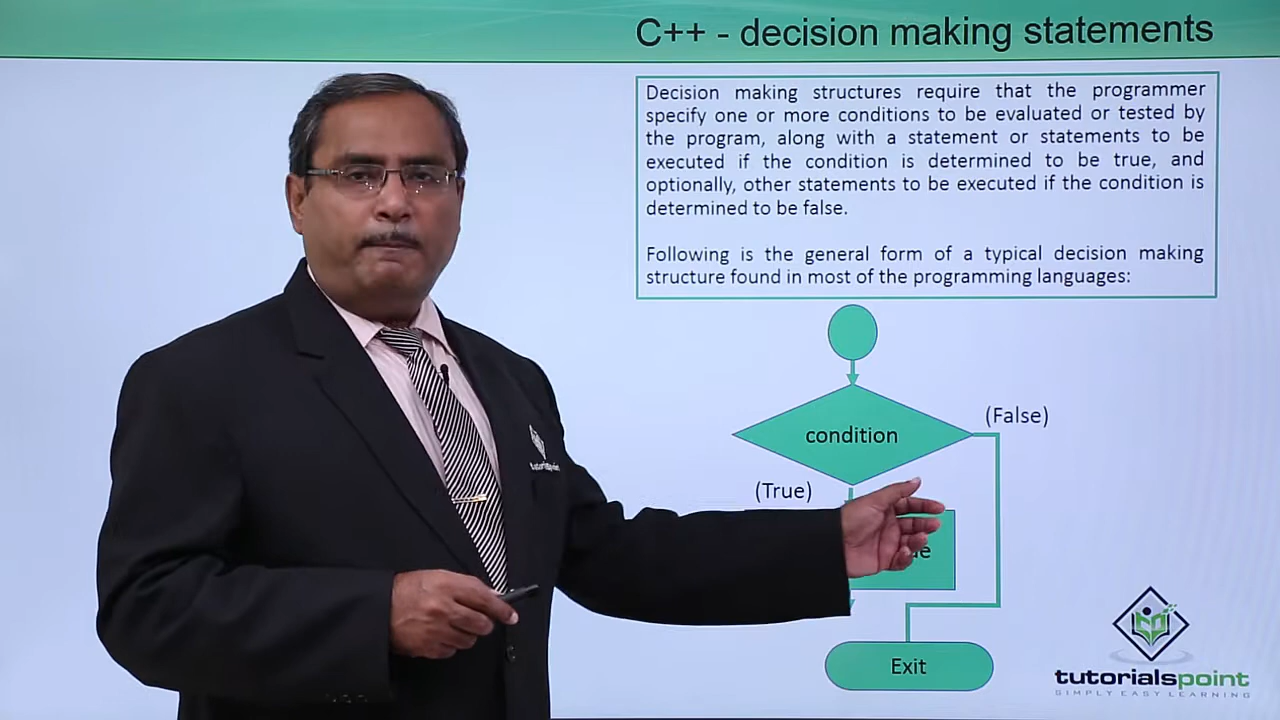 C++ - decision making statements
Decision making structures require that the programmer
specify one or more conditions to be evaluated or tested by
the program, along with a statement or statements to be
executed if the condition is determined to be true, and
optionally, other statements to be executed if the condition is
determined to be false.
Following is the general form of a typical decision making
structure found in most of the programming languages:
condition
(False)
(True)
Exit
tutorialspoint
SIMPLY EASY LEARNING
tutorialspoint